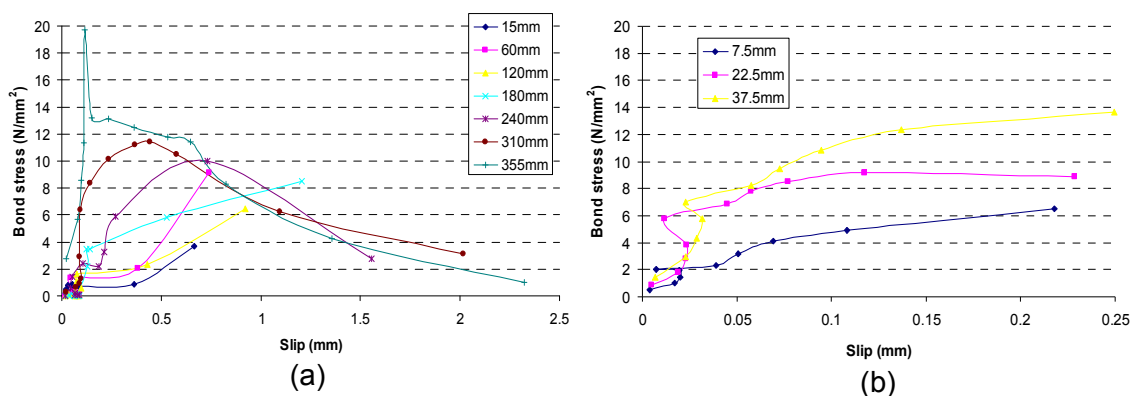 Bond stress (N/mm²)
20
18
16
14
12
10
8
6
4
2
0
0
0.5
1
1.5
2
2.5
Slip (mm)
15mm
60mm
120mm
180mm
240mm
310mm
355mm
(a)
Bond stress (N/mm²)
20
18
16
14
12
10
8
6
4
2
0
0
0.05
0.1
0.15
0.2
0.25
Slip (mm)
7.5mm
22.5mm
37.5mm
(b)